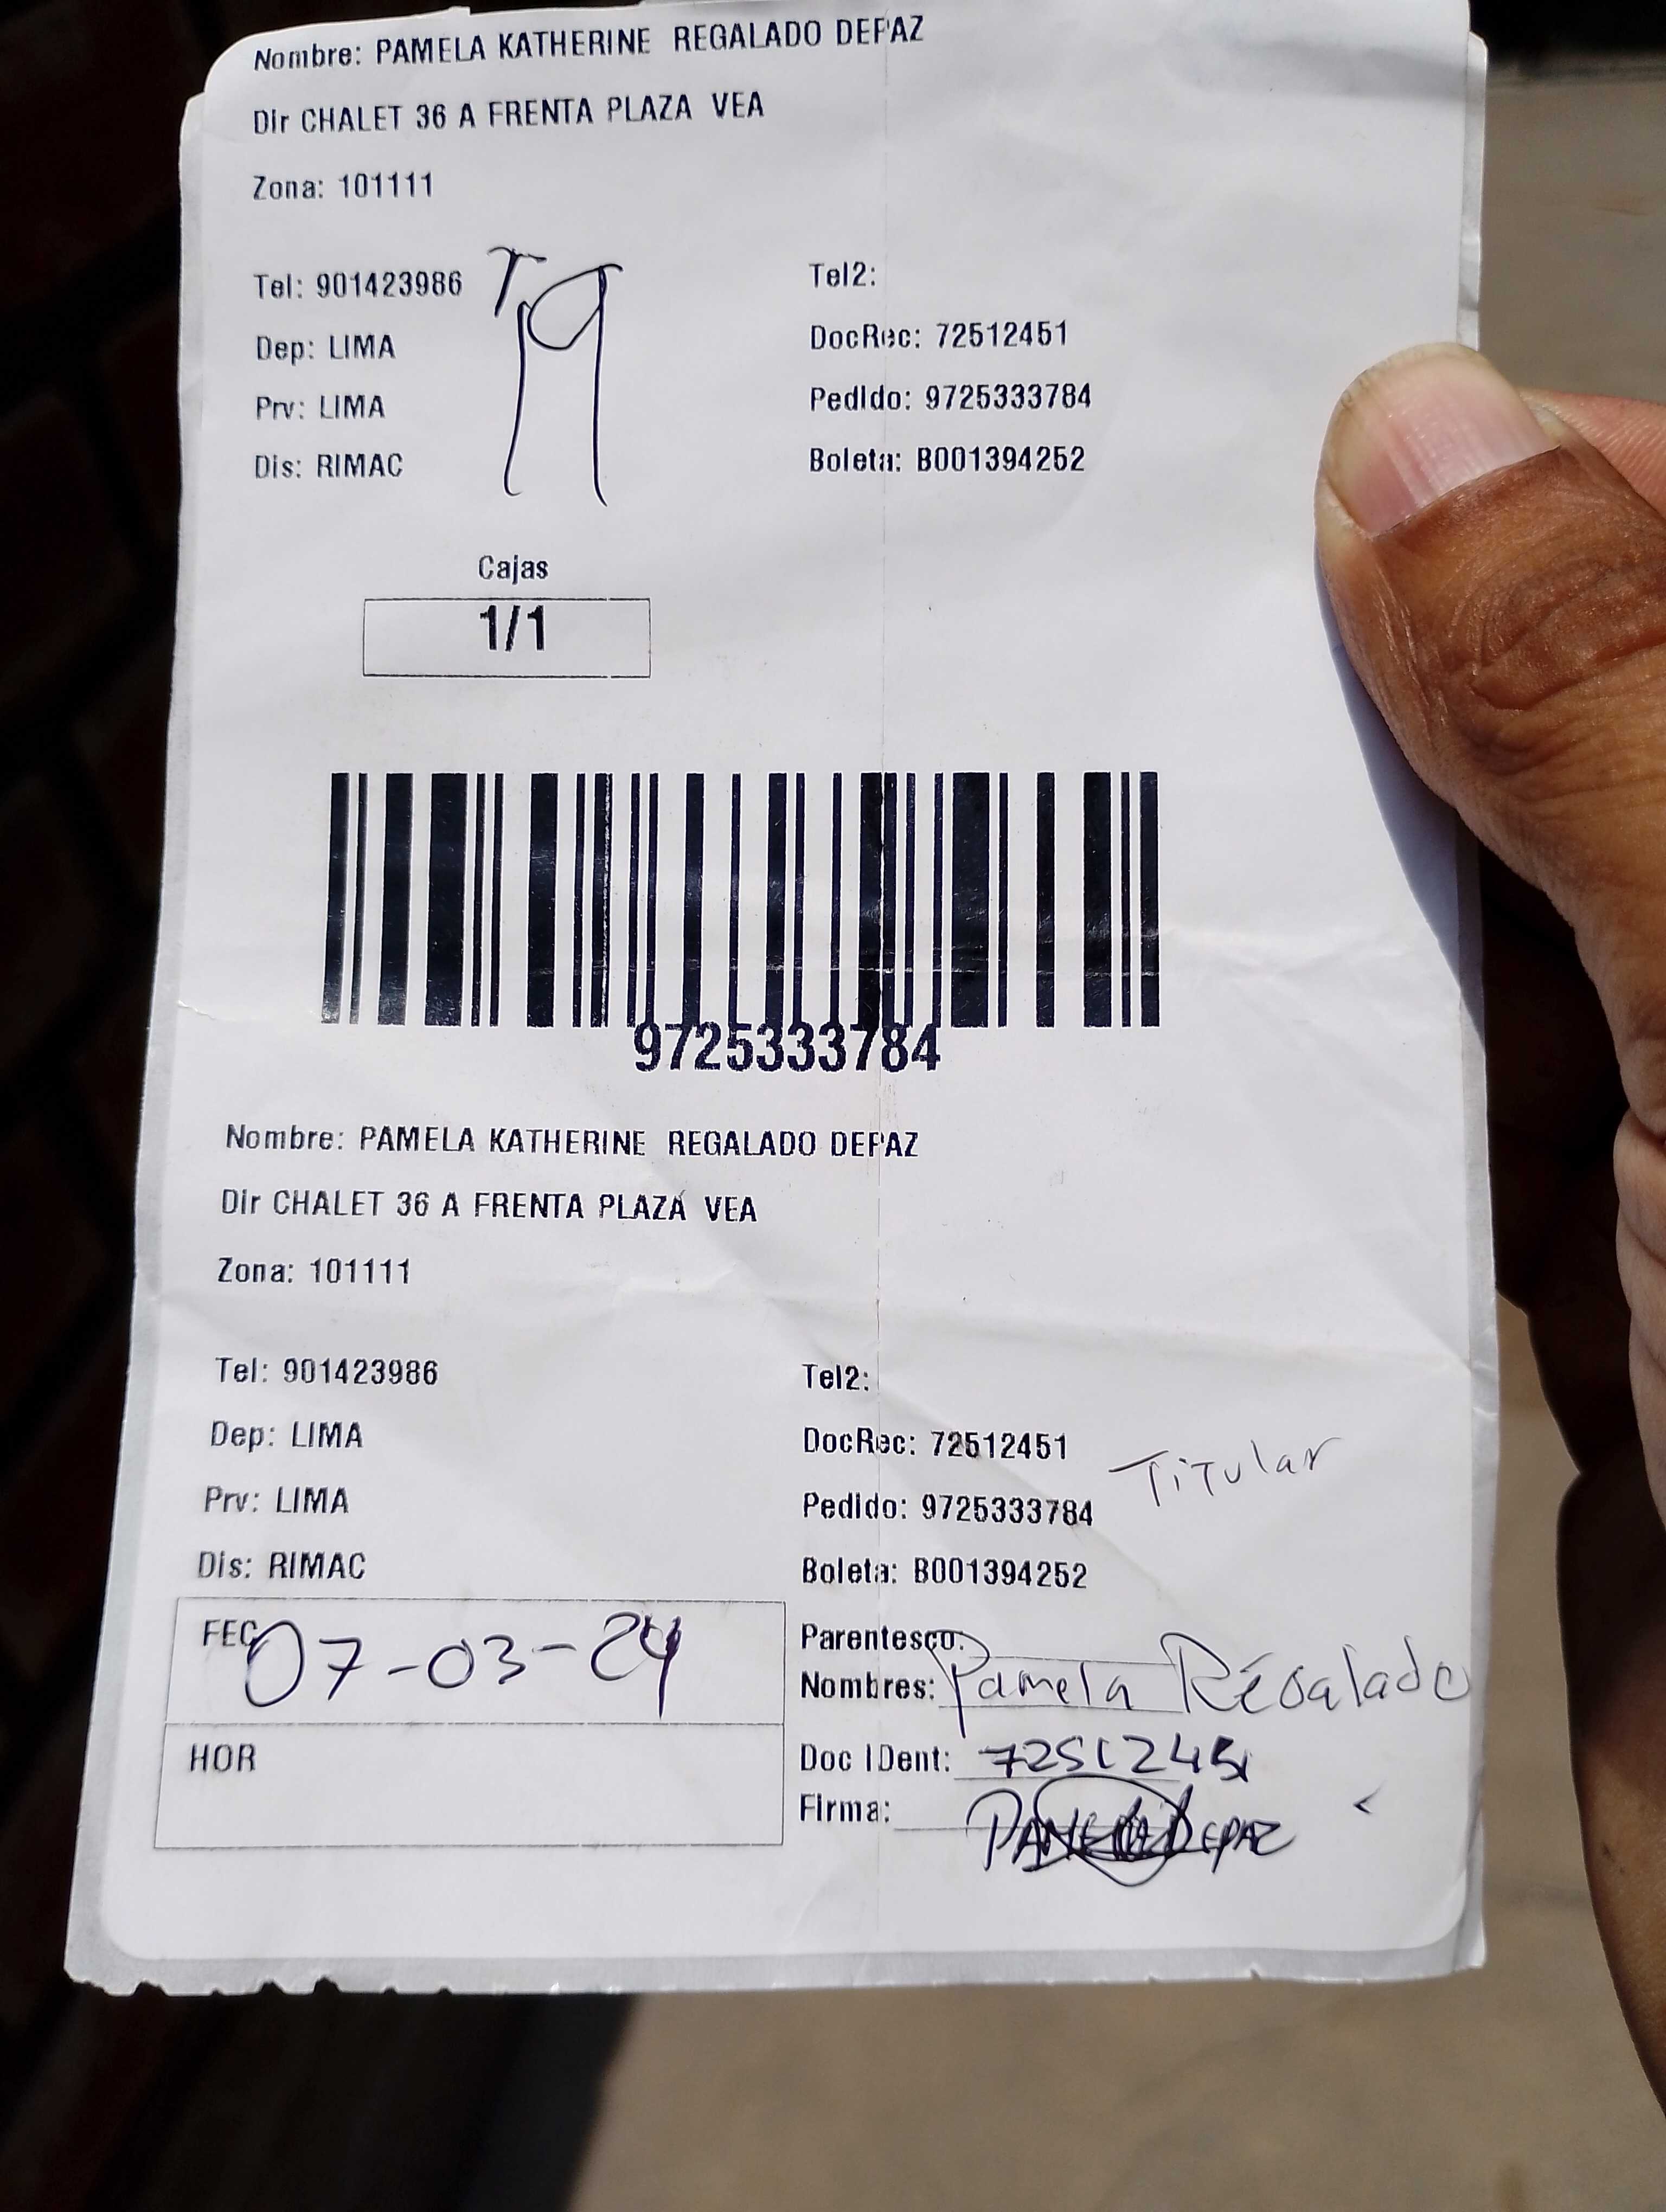 Nombre: PAMELA KATHERINE REGALADO DEPAZ
Dir CHALET 36 A FRENTA PLAZA VEA
Zona: 101111
Tel: 901423986
Tel2:
Dep: LIMA
DocRec: 72512451
Prv: LIMA
Pedido: 9725333784
Dis: RIMAC
Boleta: B001394252
Cajas
1/1
9725333784
Nombre: PAMELA KATHERINE REGALADO DEPAZ
Dir CHALET 36 A FRENTA PLAZA VEA
Zona: 101111
Tel: 901423986
Tel2:
Dep: LIMA
DocRec: 72512451
Titular
Prv: LIMA
Pedido: 9725333784
Dis: RIMAC
Boleta: B001394252
FEC 07-03-24
Parentesco:
Nombres: Pamela Regalado
HOR
Doc IDent: 72512451
Firma: Depaz